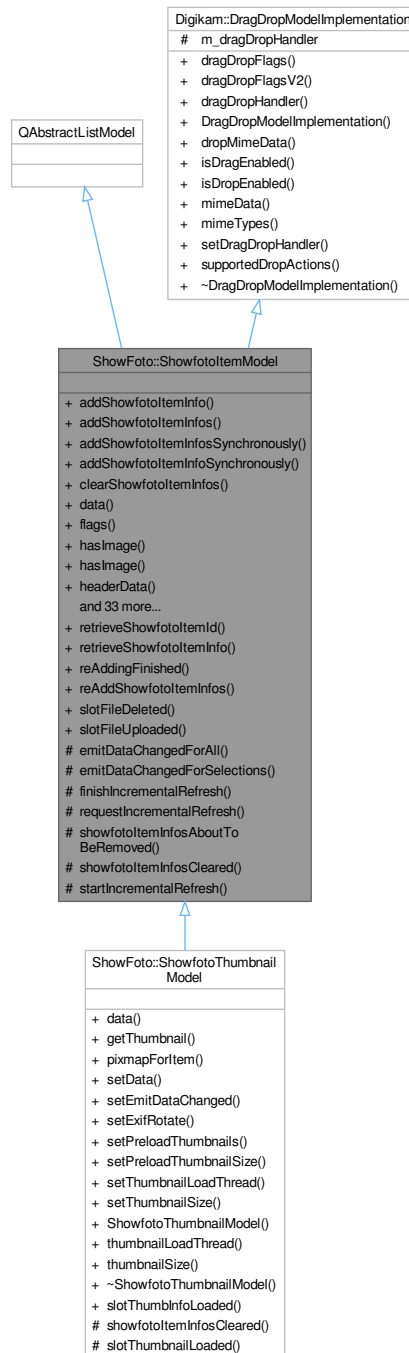 Digikam::DragDropModelImplementation
# m_dragDropHandler
+ dragDropFlags()
+ dragDropFlagsV2()
+ dragDropHandler()
+ DragDropModelImplementation()
+ dropMimeData()
+ isDragEnabled()
+ isDropEnabled()
+ mimeData()
+ mimeTypes()
+ setDragDropHandler()
+ supportedDropActions()
+ ~DragDropModelImplementation()
QAbstractListModel
ShowFoto::ShowfotoItemModel
+ addShowfotoItemInfo()
+ addShowfotoItemInfos()
+ addShowfotoItemInfosSynchronously()
+ addShowfotoItemInfoSynchronously()
+ clearShowfotoItemInfos()
+ data()
+ flags()
+ hasImage()
+ hasImage()
+ headerData()
and 33 more...
+ retrieveShowfotoItemId()
+ retrieveShowfotoItemInfo()
+ reAddingFinished()
+ reAddShowfotoItemInfos()
+ slotFileDeleted()
+ slotFileUploaded()
# emitDataChangedForAll()
# emitDataChangedForSelections()
# finishIncrementalRefresh()
# requestIncrementalRefresh()
# showfotoItemInfosAboutTo
BeRemoved()
# showfotoItemInfosCleared()
# startIncrementalRefresh()
ShowFoto::ShowfotoThumbnail
Model
+ data()
+ getThumbnail()
+ pixmapForItem()
+ setData()
+ setEmitDataChanged()
+ setExifRotate()
+ setPreloadThumbnails()
+ setPreloadThumbnailSize()
+ setThumbnailLoadThread()
+ setThumbnailSize()
+ ShowfotoThumbnailModel()
+ thumbnailLoadThread()
+ thumbnailSize()
+ ~ShowfotoThumbnailModel()
+ slotThumbInfoLoaded()
# showfotoItemInfosCleared()
# slotThumbnailLoaded()